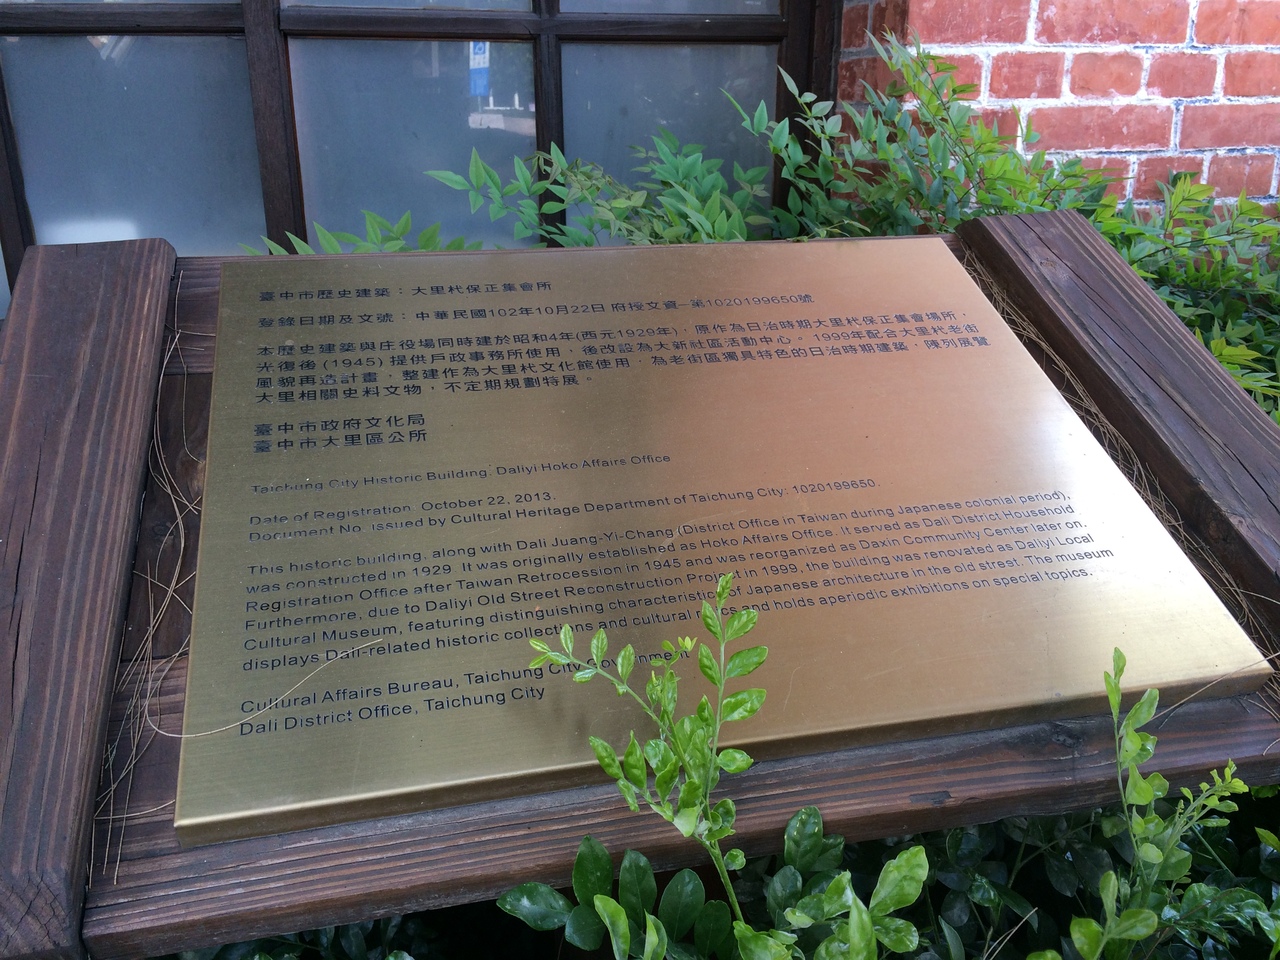 臺中市歷史建築：大里杙保正集會所
登錄日期及文號：中華民國102年10月22日 府授文資一第1020199650號
本歷史建築與庄役場同時建於昭和4年(西元1929年)，原作為日治時期大里杙保正集會場所，
光復後(1945) 提供戶政事務所使用，後改設為大新社區活動中心。1999年配合大里杙老街
風貌再造計畫，整建作為大里杙文化館使用，為老街區獨具特色的日治時期建築，陳列展覽
大里相關史料文物，不定期規劃特展。
臺中市政府文化局
臺中市大里區公所
Taichung City Historic Building: Daliyi Hoko Affairs Office
Date of Registration: October 22, 2013.
Document No. issued by Cultural Heritage Department of Taichung City: 1020199650.
This historic building, along with Dali Juang-Yi-Chang (District Office in Taiwan during Japanese colonial period),
was constructed in 1929. It was originally established as Hoko Affairs Office. It served as Dali District Household
Registration Office after Taiwan Retrocession in 1945 and was reorganized as Daxin Community Center later on.
Furthermore, due to Daliyi Old Street Reconstruction Project in 1999, the building was renovated as Daliyi Local
Cultural Museum, featuring distinguishing characteristics of Japanese architecture in the old street. The museum
displays Dali-related historic collections and cultural relics and holds aperiodic exhibitions on special topics.
Cultural Affairs Bureau, Taichung City Government
Dali District Office, Taichung City